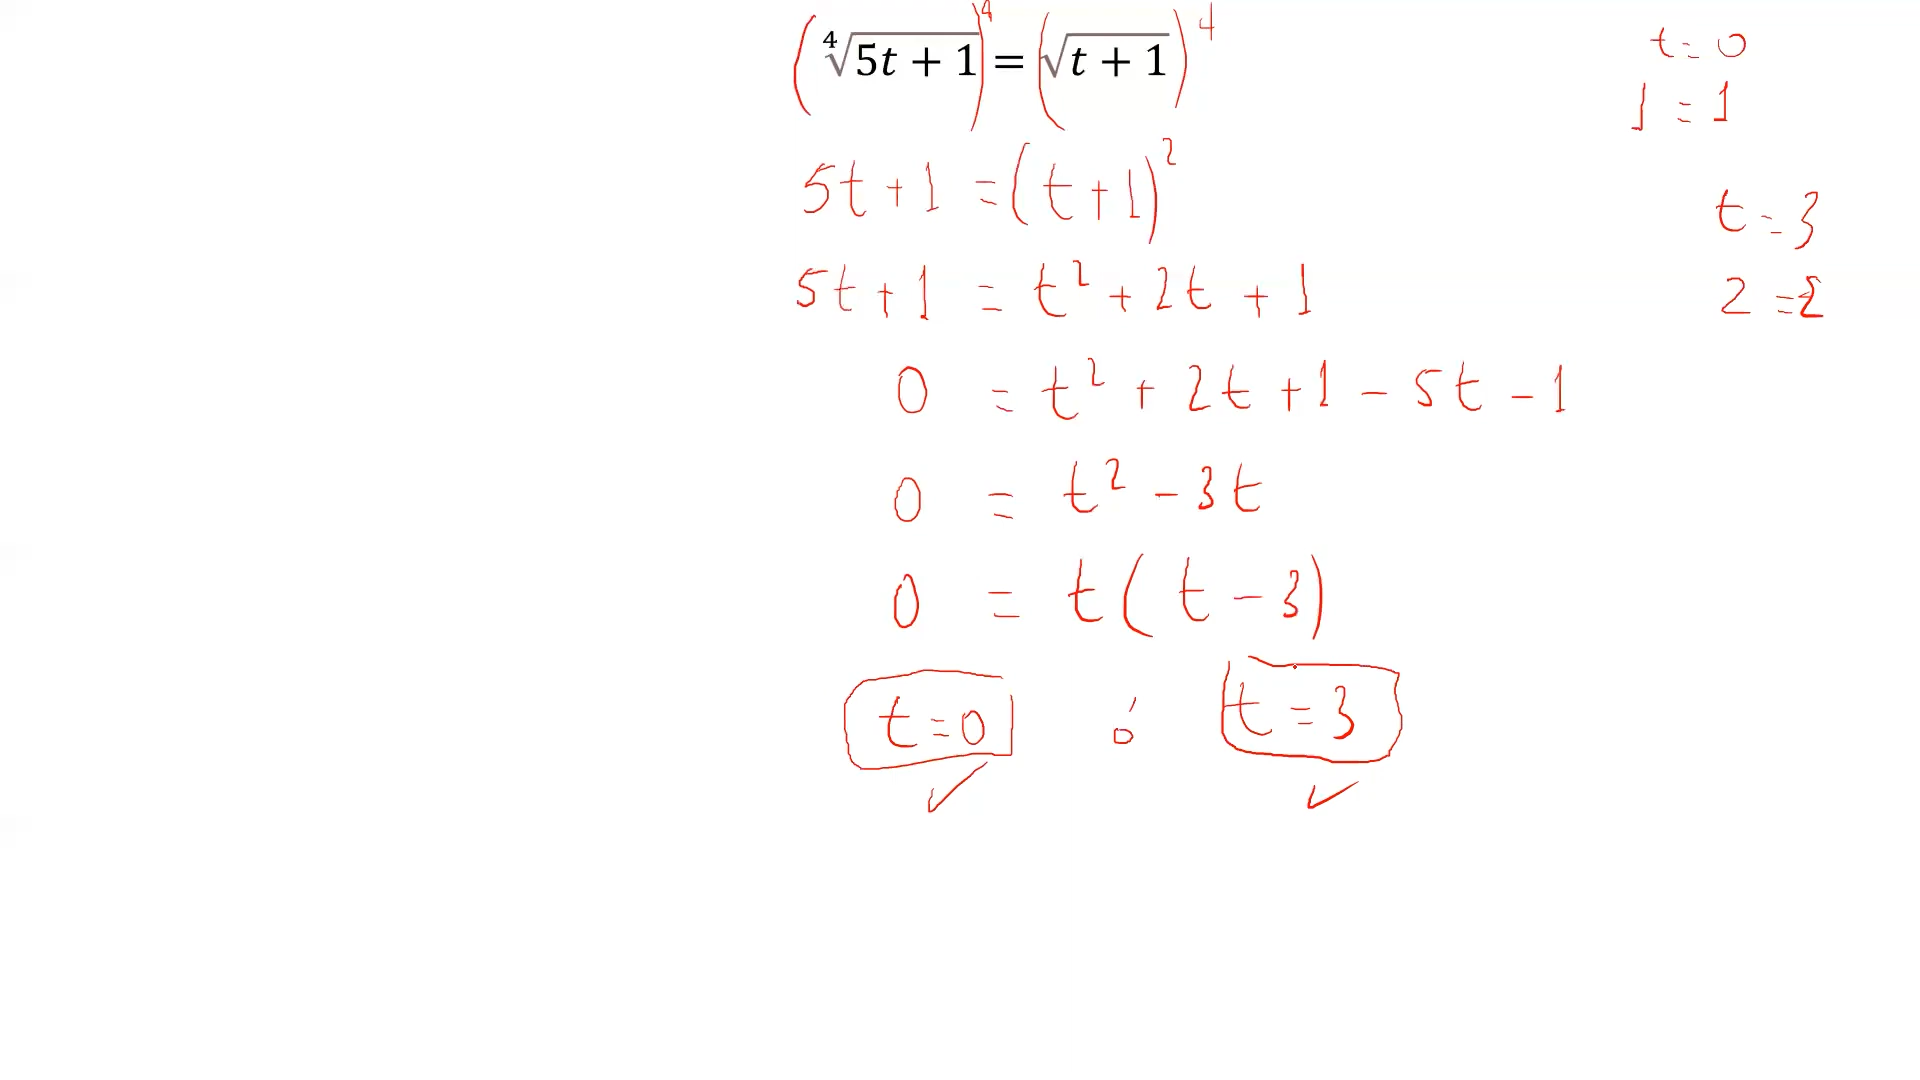 (⁴√5t + 1)⁴ = (√t + 1)⁴
5t + 1 = (t + 1)²
5t + 1 = t² + 2t + 1
0 = t² + 2t + 1 - 5t - 1
0 = t² - 3t
0 = t(t - 3)
t = 0 ó t = 3
✓ ✓
t = 0
1 = 1
t = 3
2 = 2